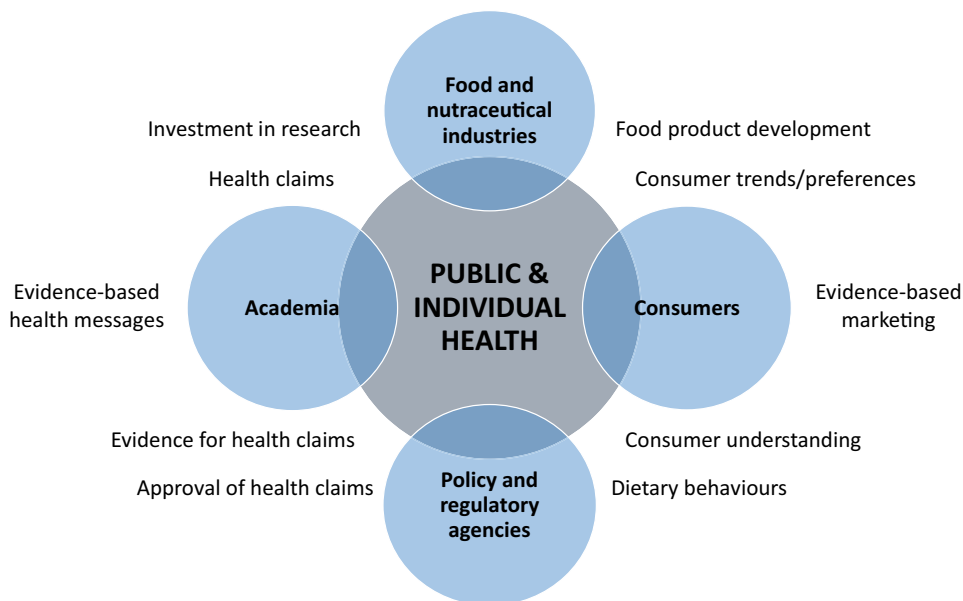 Food and
nutraceutical
industries
Investment in research
Food product development
Health claims
Consumer trends/preferences
Evidence-based
health messages
Academia
PUBLIC &
INDIVIDUAL
HEALTH
Consumers
Evidence-based
marketing
Evidence for health claims
Consumer understanding
Approval of health claims
Policy and
regulatory
agencies
Dietary behaviours